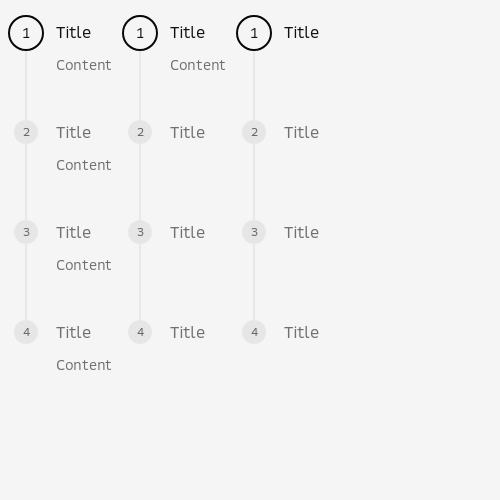 1 Title 1 Title 1 Title
Content Content
2 Title 2 Title 2 Title
Content
3 Title 3 Title 3 Title
Content
4 Title 4 Title 4 Title
Content